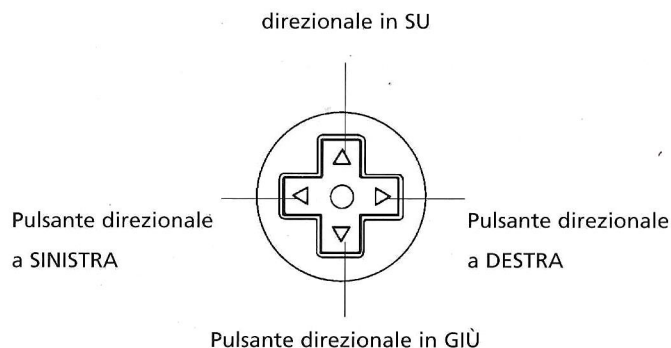 direzionale in SU
Pulsante direzionale
a SINISTRA
Pulsante direzionale
a DESTRA
Pulsante direzionale in GIÙ